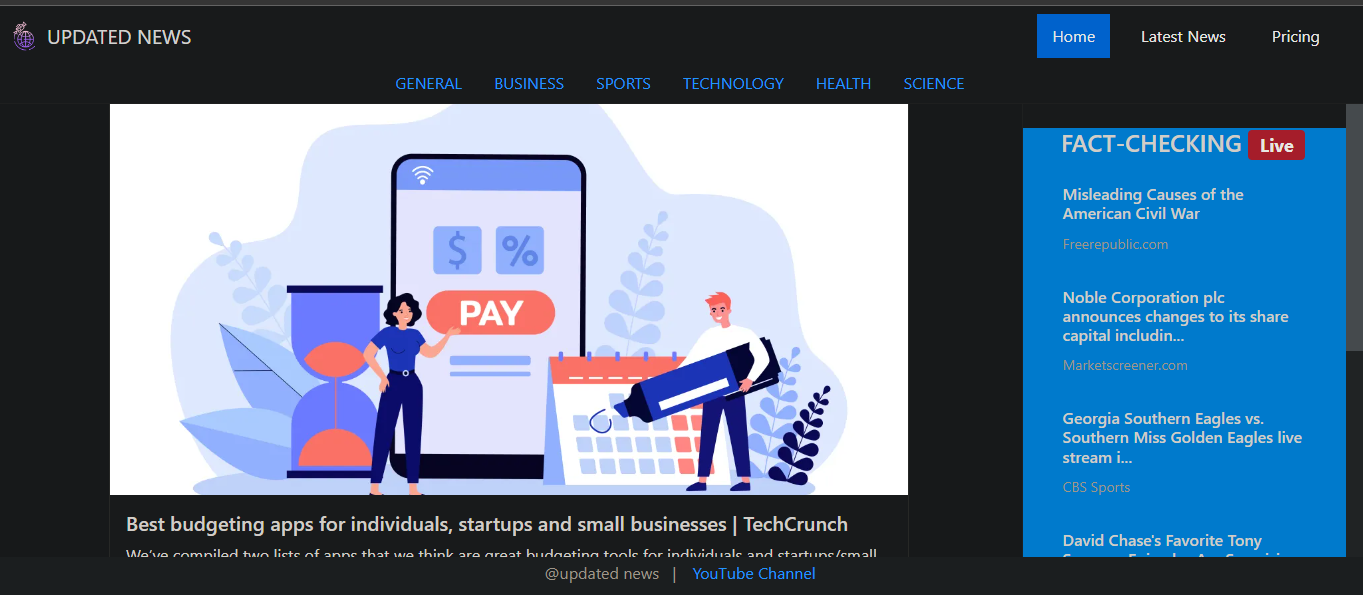 UPDATED NEWS
Home Latest News Pricing
GENERAL BUSINESS SPORTS TECHNOLOGY HEALTH SCIENCE
$ %
PAY
Best budgeting apps for individuals, startups and small businesses | TechCrunch
We've compiled two lists of apps that we think are great budgeting tools for individuals and startups/small
FACT-CHECKING Live
Misleading Causes of the
American Civil War
Freerepublic.com
Noble Corporation plc
announces changes to its share
capital includin...
Marketscreener.com
Georgia Southern Eagles vs.
Southern Miss Golden Eagles live
stream i...
CBS Sports
David Chase's Favorite Tony
@updated news | YouTube Channel